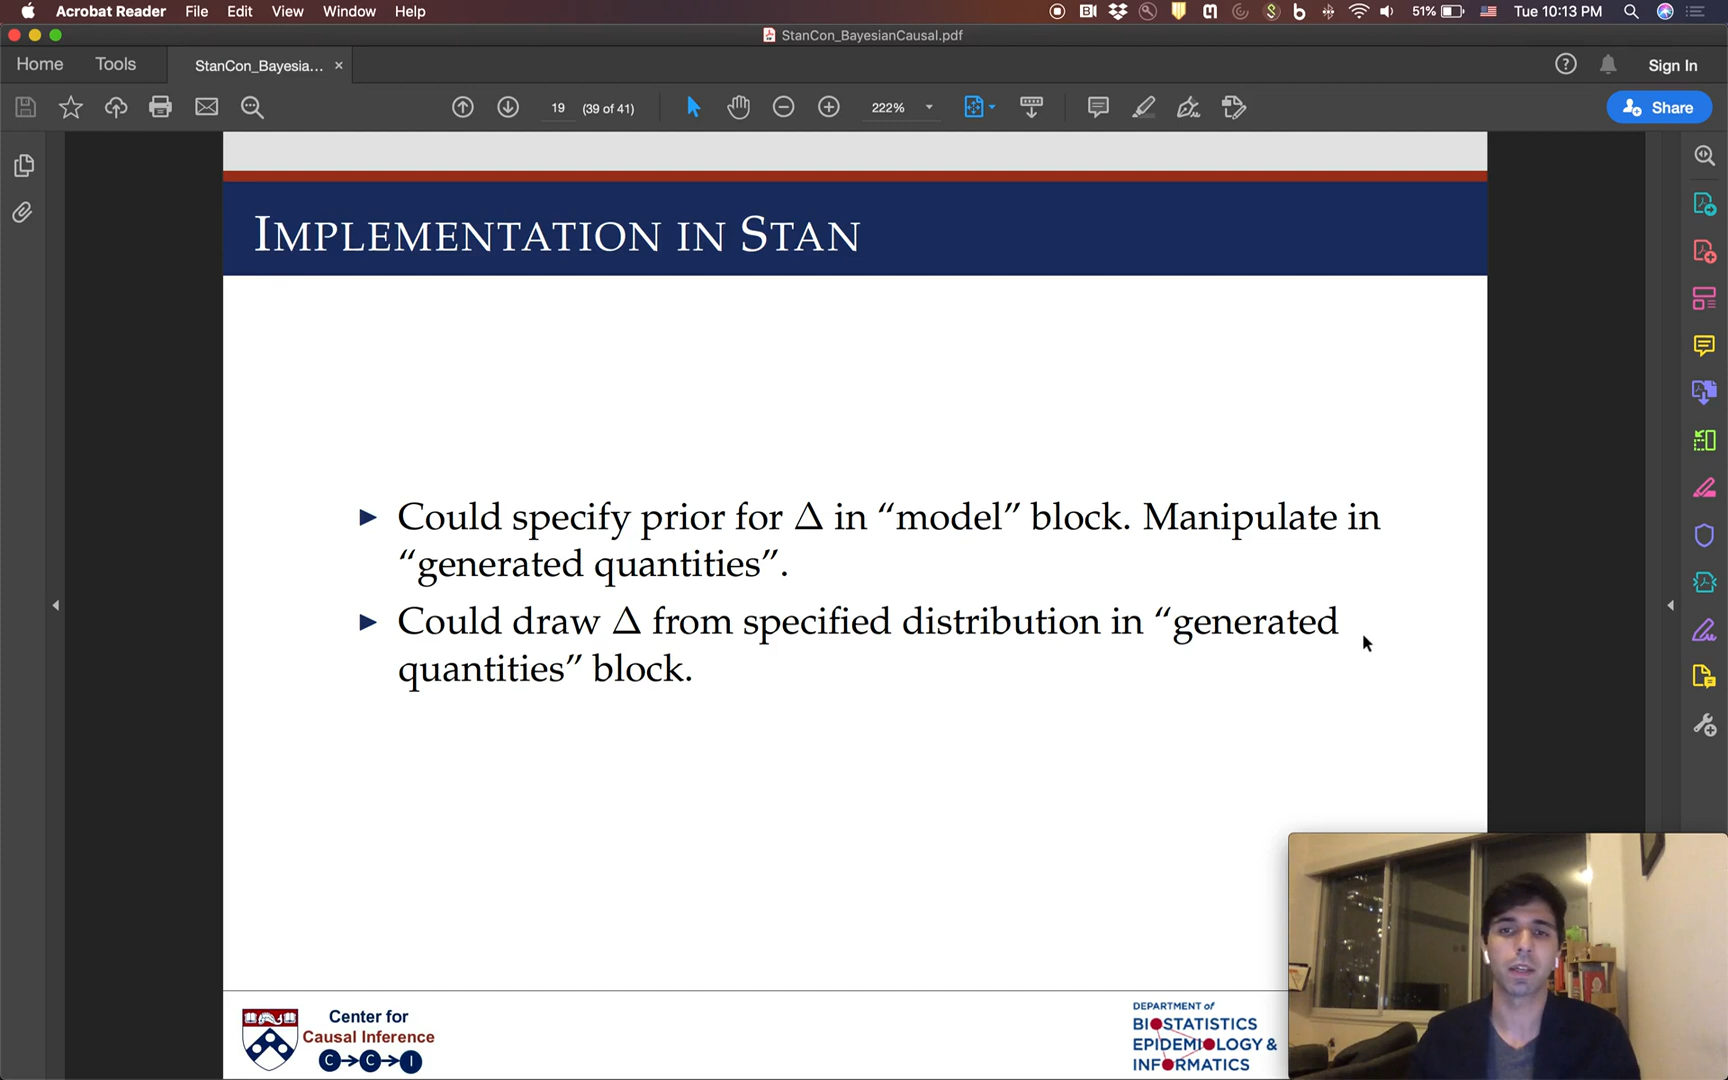 Acrobat Reader File Edit View Window Help 51% Tue 10:13 PM
StanCon_BayesianCausal.pdf
Home Tools StanCon_Bayesia... × Sign In
19 (39 of 41) 222% Share
IMPLEMENTATION IN STAN
▶ Could specify prior for Δ in “model” block. Manipulate in
“generated quantities”.
▶ Could draw Δ from specified distribution in “generated
quantities” block.
Center for
Causal Inference
C C I
DEPARTMENT of
BIOSTATISTICS
EPIDEMIOLOGY &
INFORMATICS